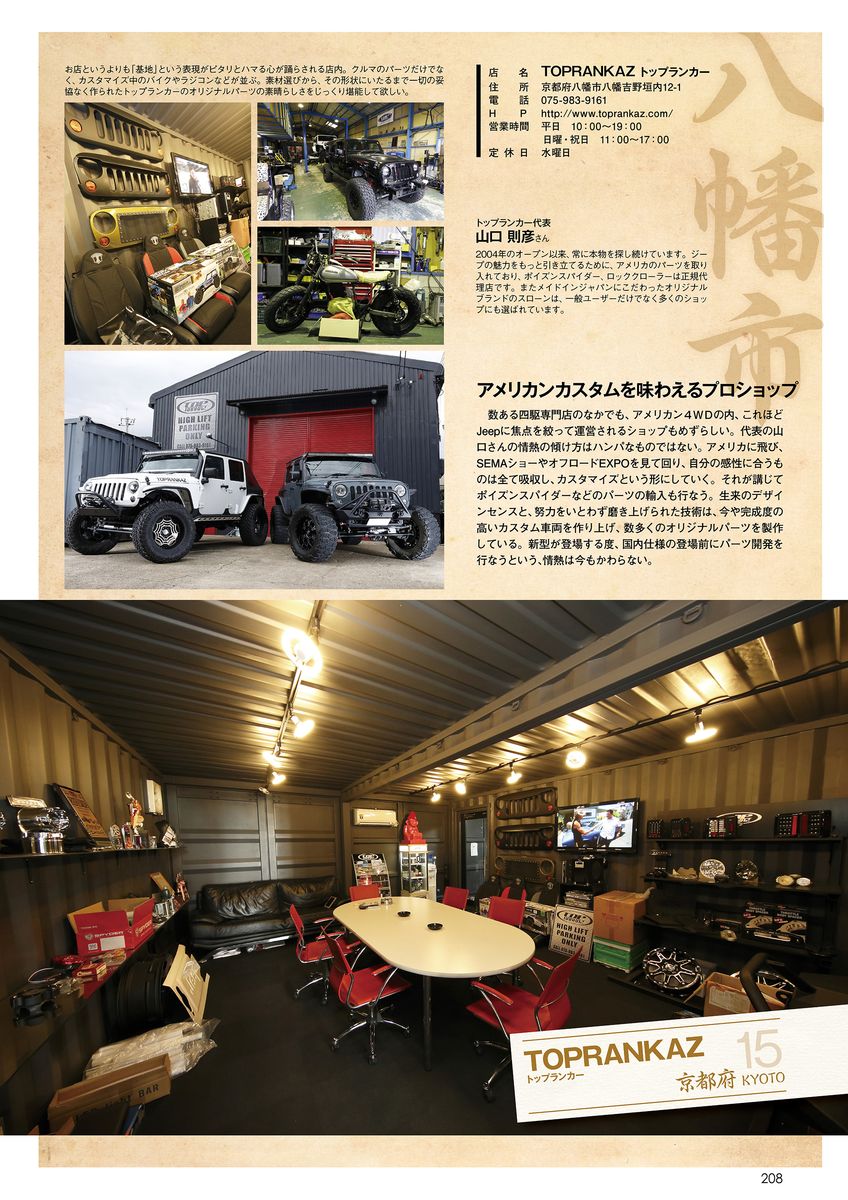 お店というよりも「基地」という表現がピタリとハマる心が踊らされる店内。クルマのパーツだけでな
く、カスタマイズ中のバイクやラジコンなどが並ぶ。素材選びから、その形状にいたるまで一切の妥
協なく作られたトップランカーのオリジナルパーツの素晴らしさをじっくり堪能して欲しい。
店名 TOPRANKAZ トップランカー
住所 京都府八幡市八幡吉野垣内12-1
電話 075-983-9161
HP http://www.toprankaz.com/
営業時間 平日 10:00〜19:00
日曜・祝日 11:00〜17:00
定休日 水曜日
八幡市
トップランカー代表
山口 則彦さん
2004年のオープン以来、常に本物を探し続けています。ジー
プの魅力をもっと引き立てるために、アメリカのパーツを取り
入れており、ポイズンスパイダー、ロッククローラーは正規代
理店です。またメイドインジャパンにこだわったオリジナル
ブランドのスローンは、一般ユーザーだけでなく多くのショッ
プにも選ばれています。
アメリカンカスタムを味わえるプロショップ
数ある四駆専門店のなかでも、アメリカン4WDの内、これほど
Jeepに焦点を絞って運営されるショップもめずらしい。代表の山
口さんの情熱の傾け方はハンパなものではない。アメリカに飛び、
SEMAショーやオフロードEXPOを見て回り、自分の感性に合うも
のは全て吸収し、カスタマイズという形にしていく。それが講じて
ポイズンスパイダーなどのパーツの輸入も行なう。生来のデザイ
ンセンスと、努力をいとわず磨き上げられた技術は、今や完成度の
高いカスタム車両を作り上げ、数多くのオリジナルパーツを製作
している。新型が登場する度、国内仕様の登場前にパーツ開発を
行なうという、情熱は今もかわらない。
HIGH LIFT
PARKING
ONLY
CALL 075-983-9161
TOPRANKAZ
SPYDER
HIGH LIFT
PARKING
ONLY
TOPRANKAZ 15
トップランカー
京都府 KYOTO
208